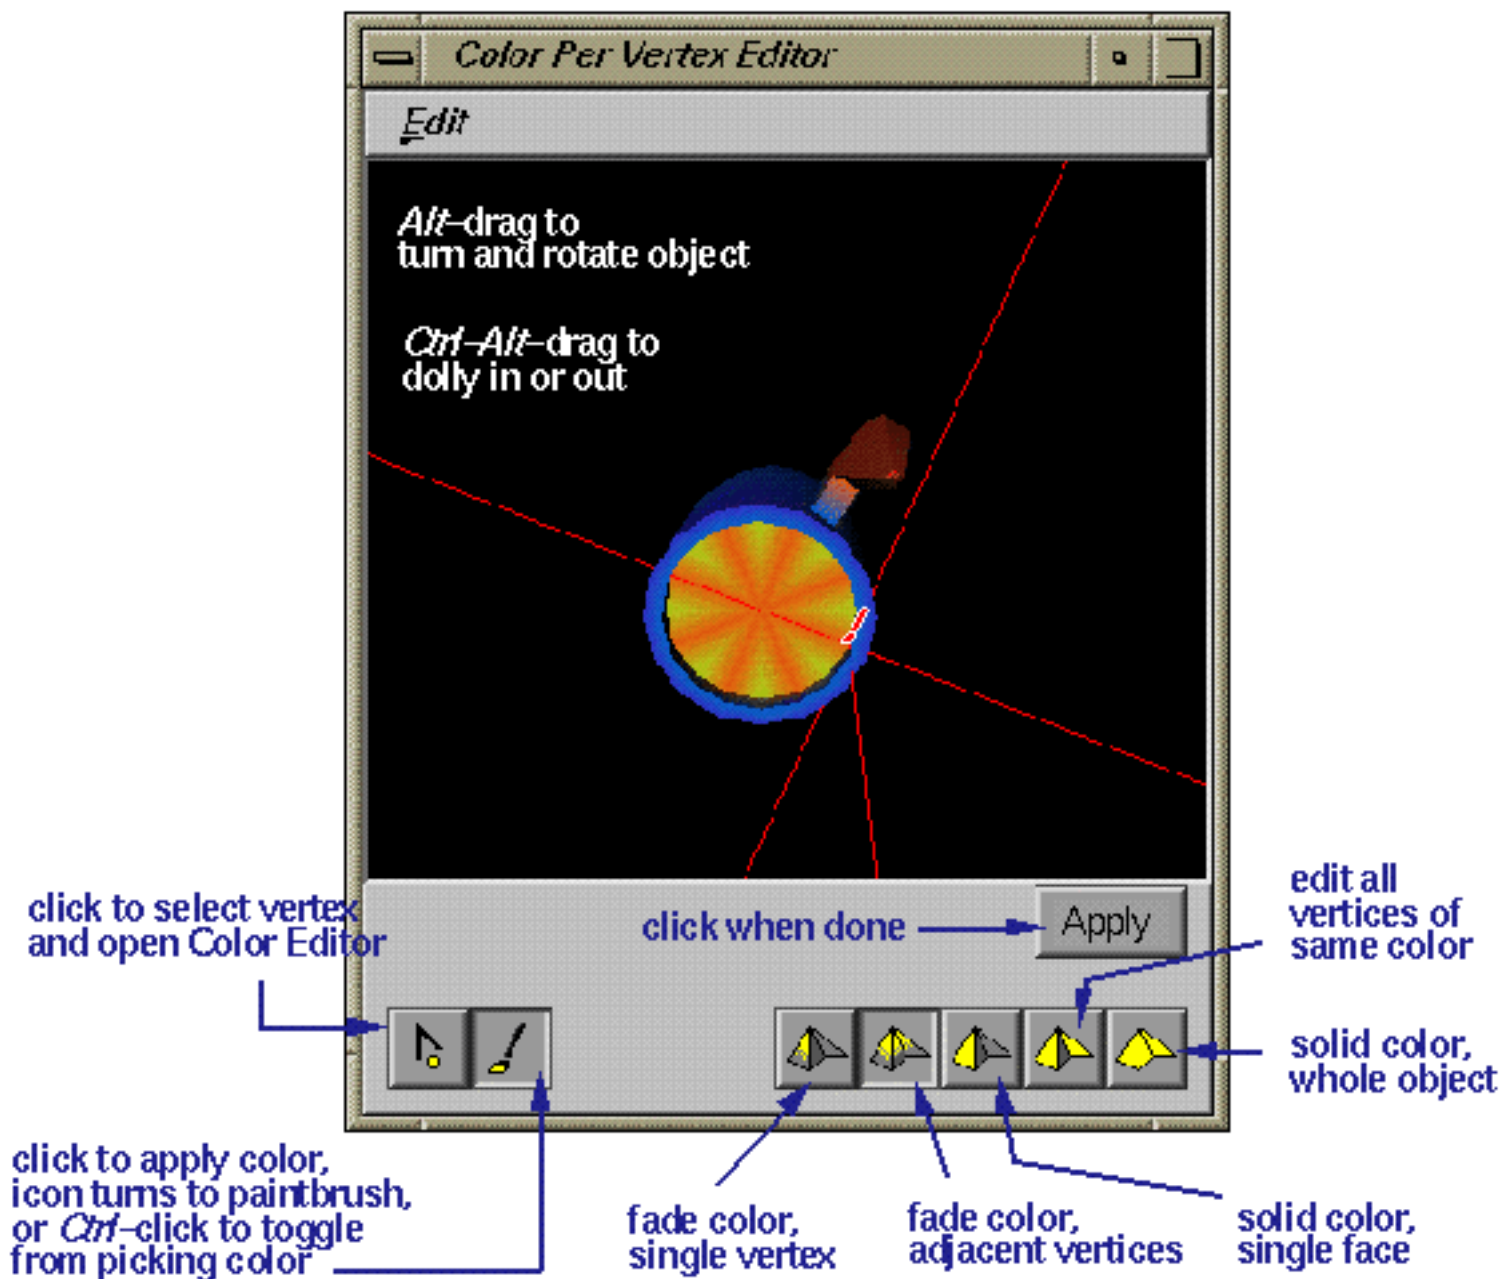 Color Per Vertex Editor
Edit
Alt-drag to
turn and rotate object
Ctrl-Alt-drag to
dolly in or out
click to select vertex
and open Color Editor
click when done
Apply
edit all
vertices of
same color
solid color,
whole object
click to apply color,
icon turns to paintbrush,
or Ctrl-click to toggle
from picking color
fade color,
single vertex
fade color,
adjacent vertices
solid color,
single face